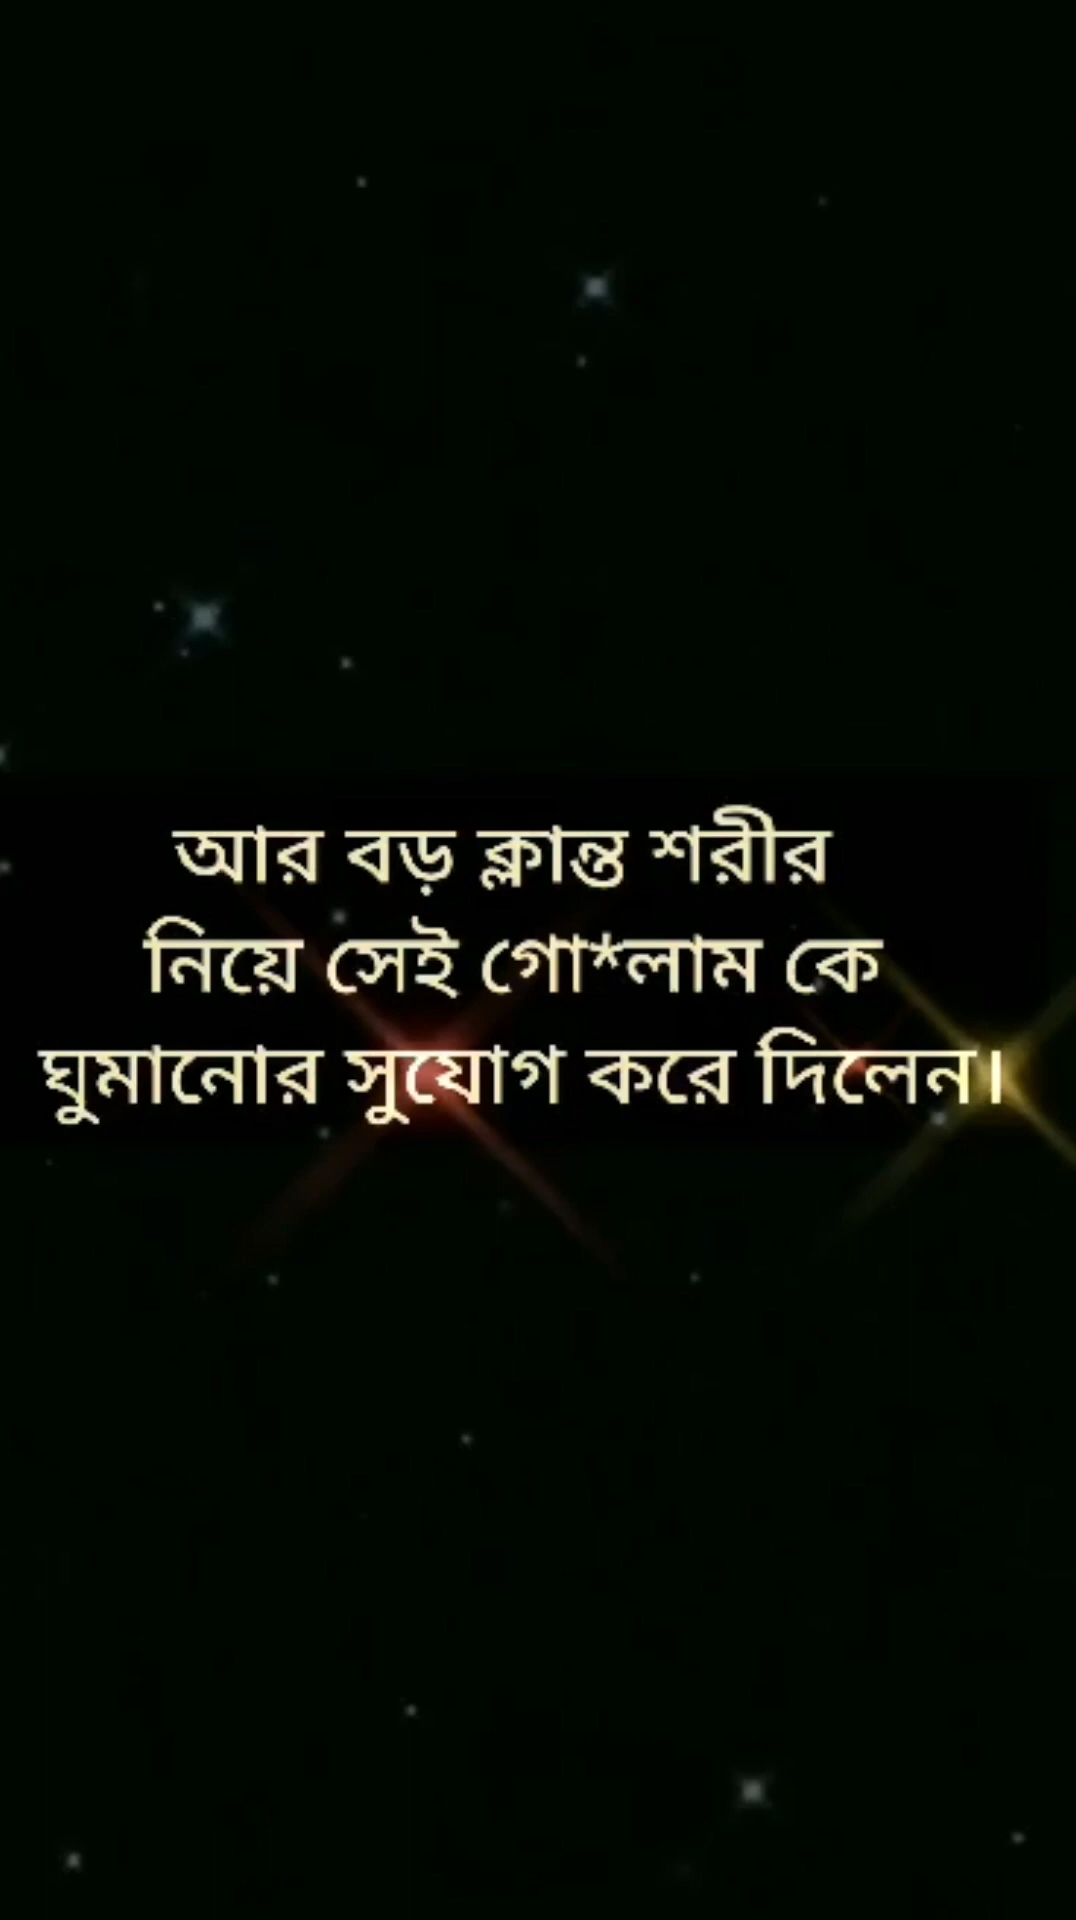 আর বড় ক্লান্ত শরীর
নিয়ে সেই গো*লাম কে
ঘুমানোর সুযোগ করে দিলেন।